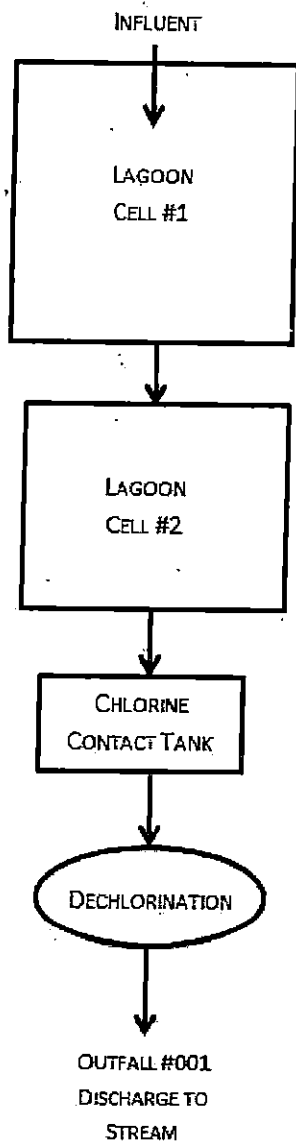 INFLUENT
LAGOON
CELL #1
LAGOON
CELL #2
CHLORINE
CONTACT TANK
DECHLORINATION
OUTFALL #001
DISCHARGE TO
STREAM